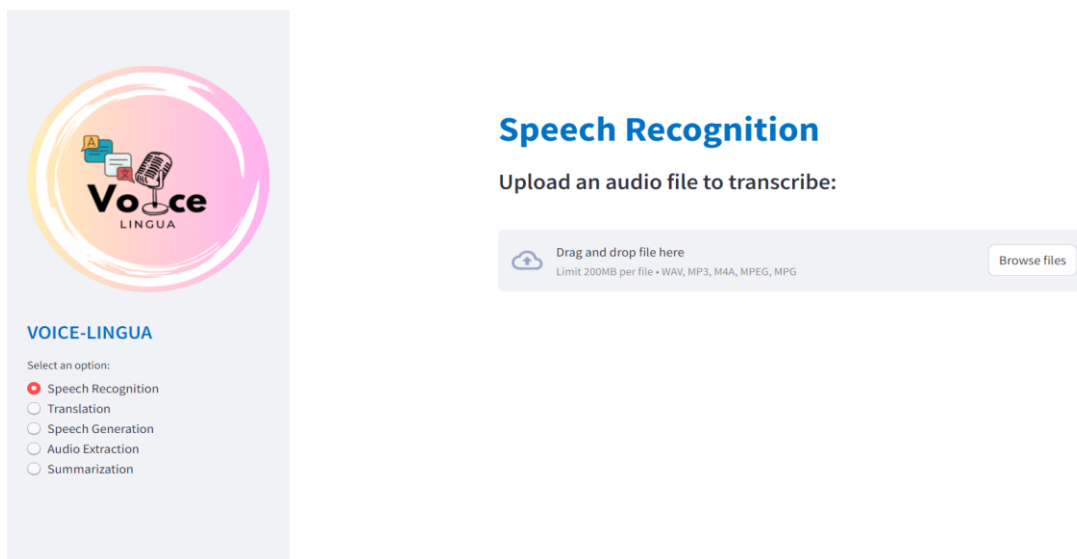 A
文
Voice
LINGUA
VOICE-LINGUA
Select an option:
Speech Recognition
Translation
Speech Generation
Audio Extraction
Summarization
Speech Recognition
Upload an audio file to transcribe:
Drag and drop file here
Limit 200MB per file • WAV, MP3, M4A, MPEG, MPG
Browse files